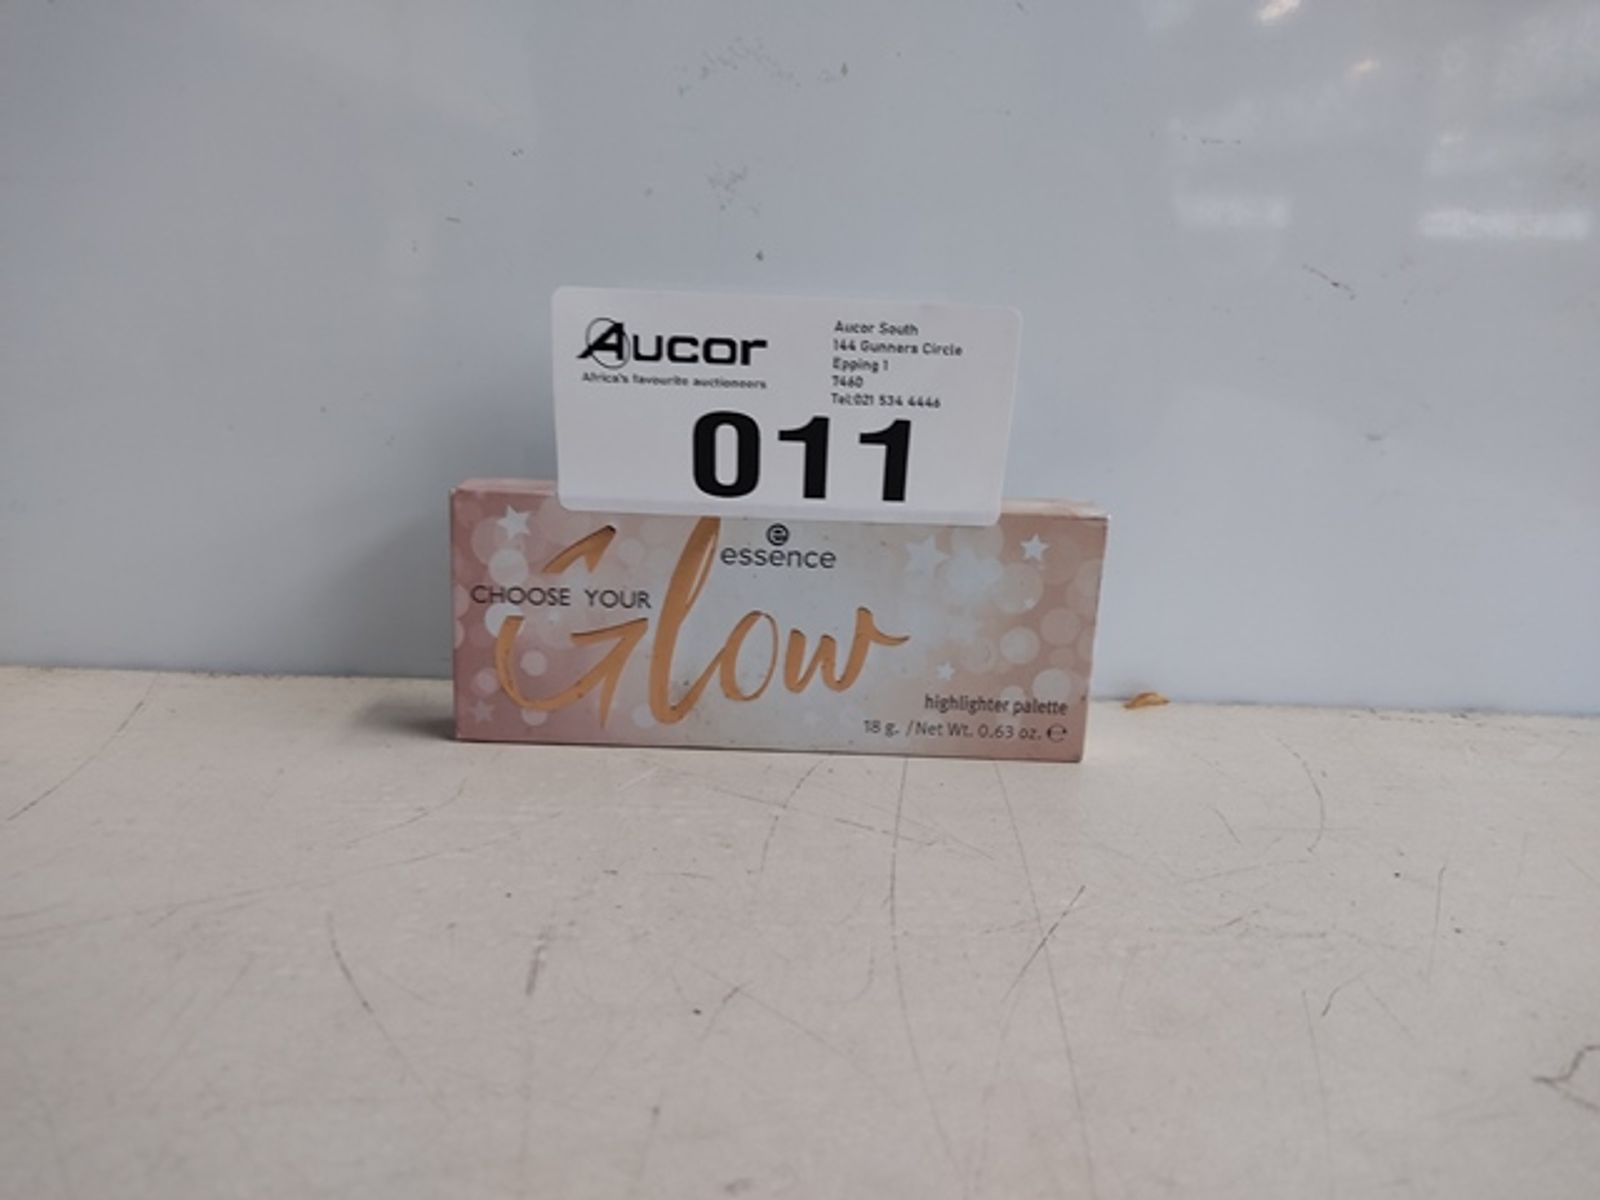 Aucor
Africa's favourite auctioneers
Aucor South
144 Gunners Circle
Epping 1
7460
Tel:021 534 4446
011
e
essence
CHOOSE YOUR
Glow
highlighter palette
18 g. / Net Wt. 0.63 oz. ℮